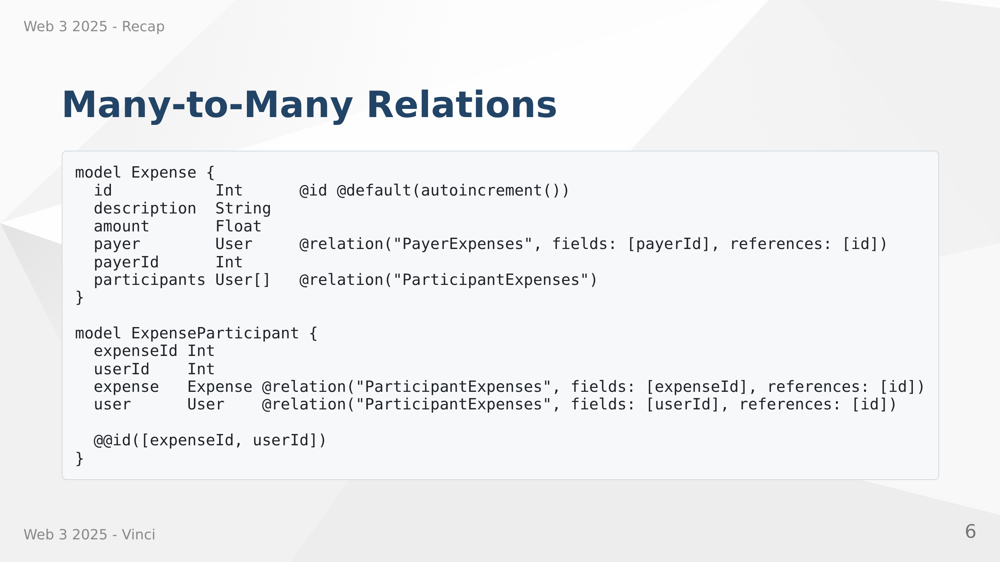 Web 3 2025 - Recap
Many-to-Many Relations
model Expense {
  id           Int      @id @default(autoincrement())
  description  String
  amount       Float
  payer        User     @relation("PayerExpenses", fields: [payerId], references: [id])
  payerId      Int
  participants User[]   @relation("ParticipantExpenses")
}
model ExpenseParticipant {
  expenseId Int
  userId    Int
  expense   Expense @relation("ParticipantExpenses", fields: [expenseId], references: [id])
  user      User    @relation("ParticipantExpenses", fields: [userId], references: [id])
  @@id([expenseId, userId])
}
Web 3 2025 - Vinci
6